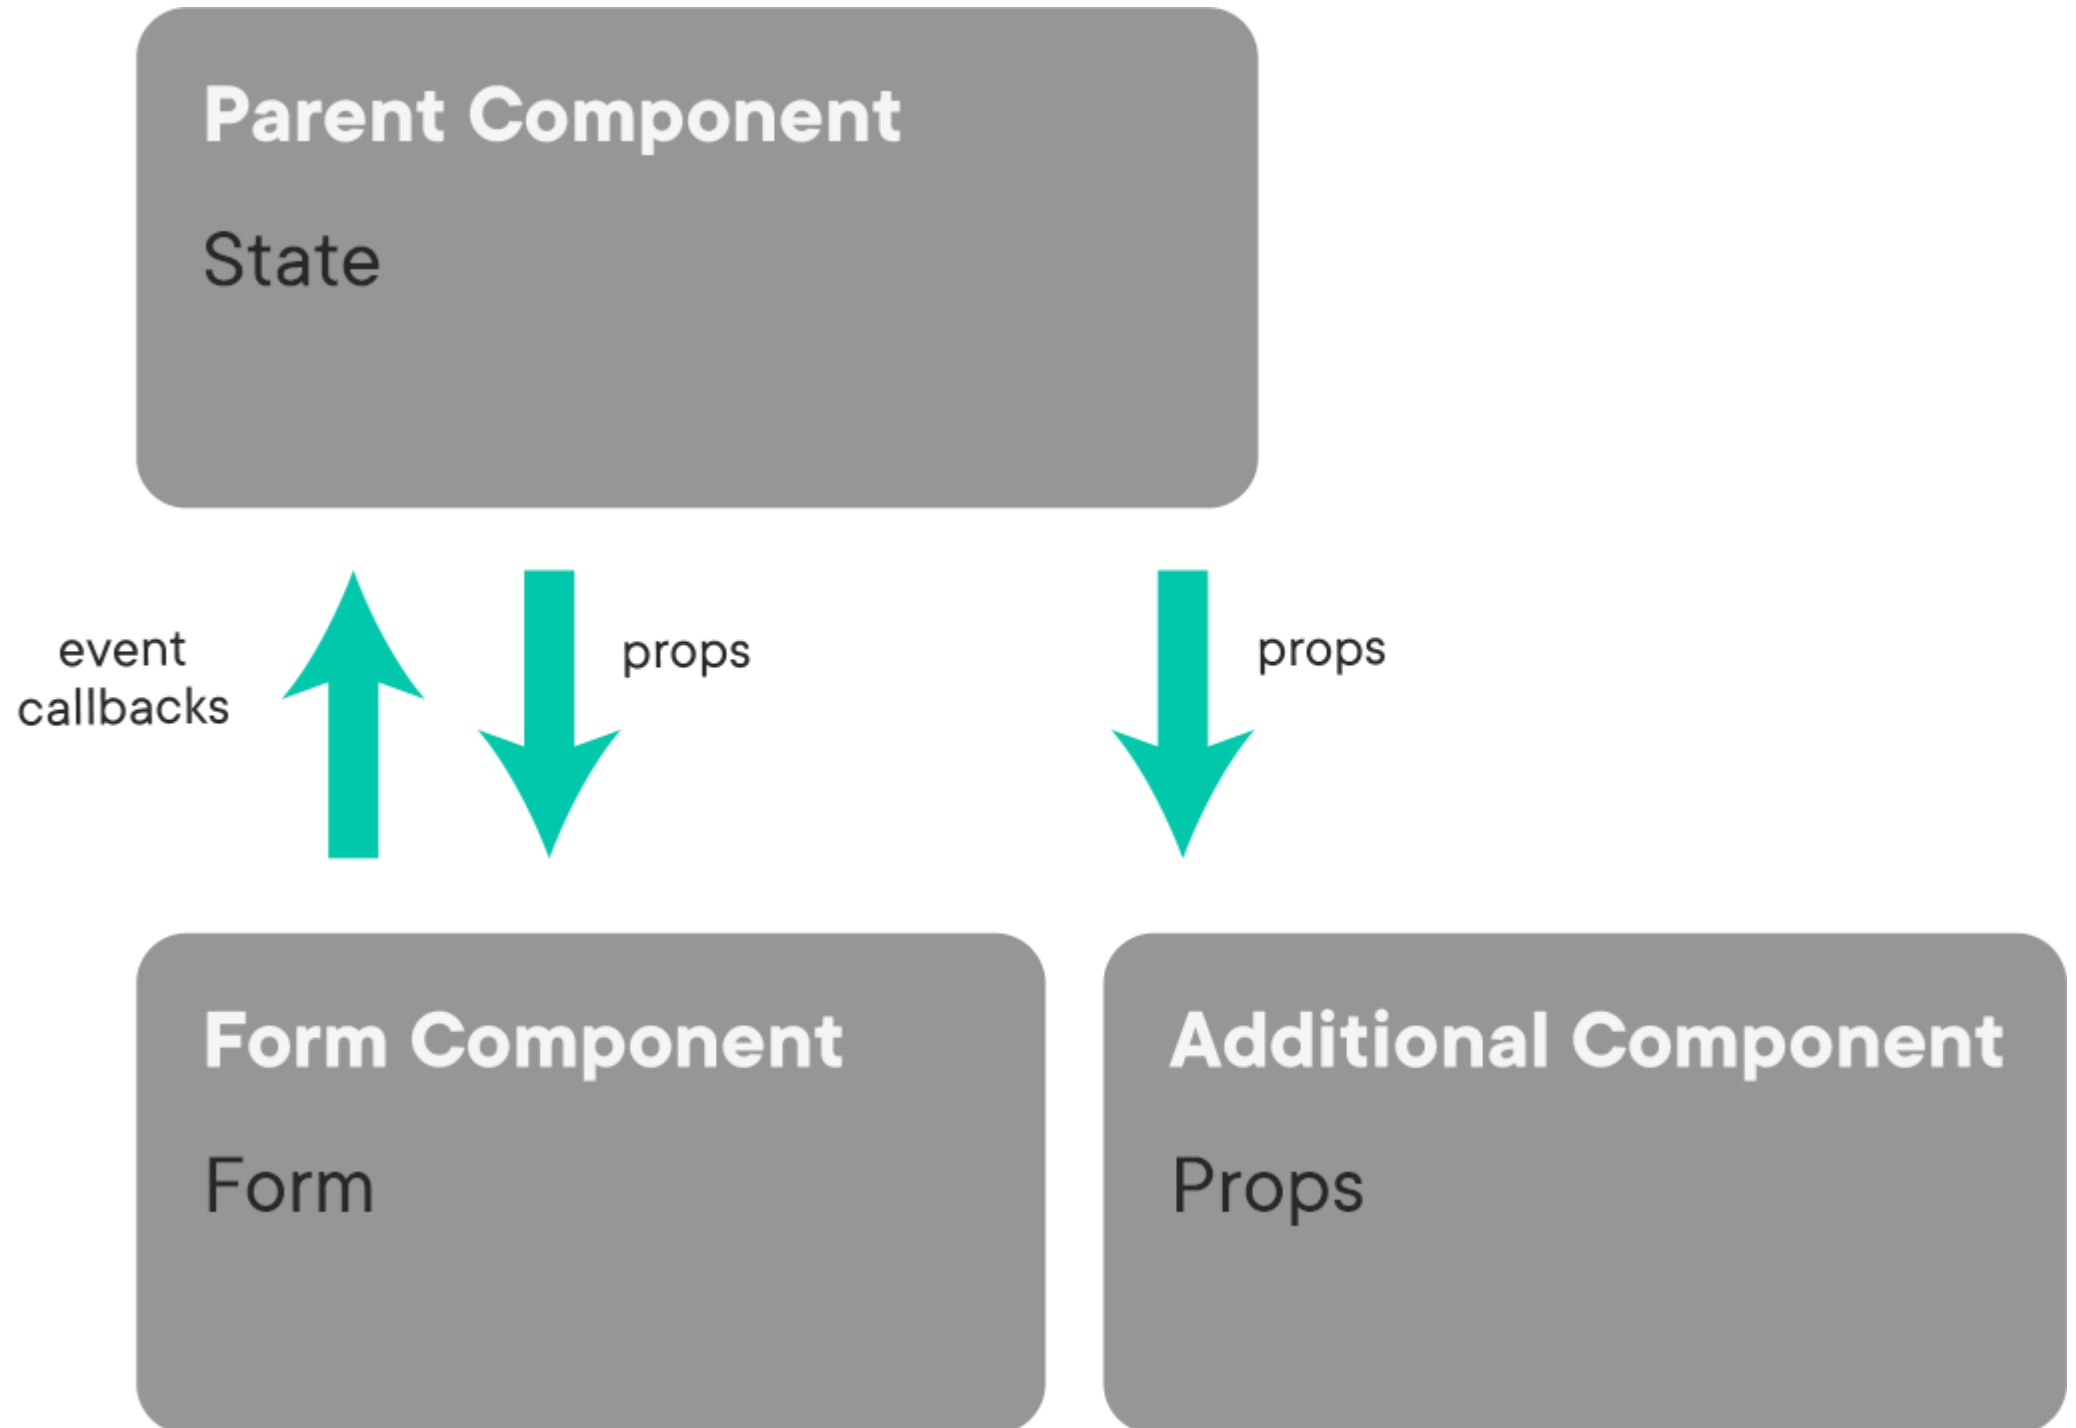 Parent Component
State
event
callbacks
props
props
Form Component
Form
Additional Component
Props